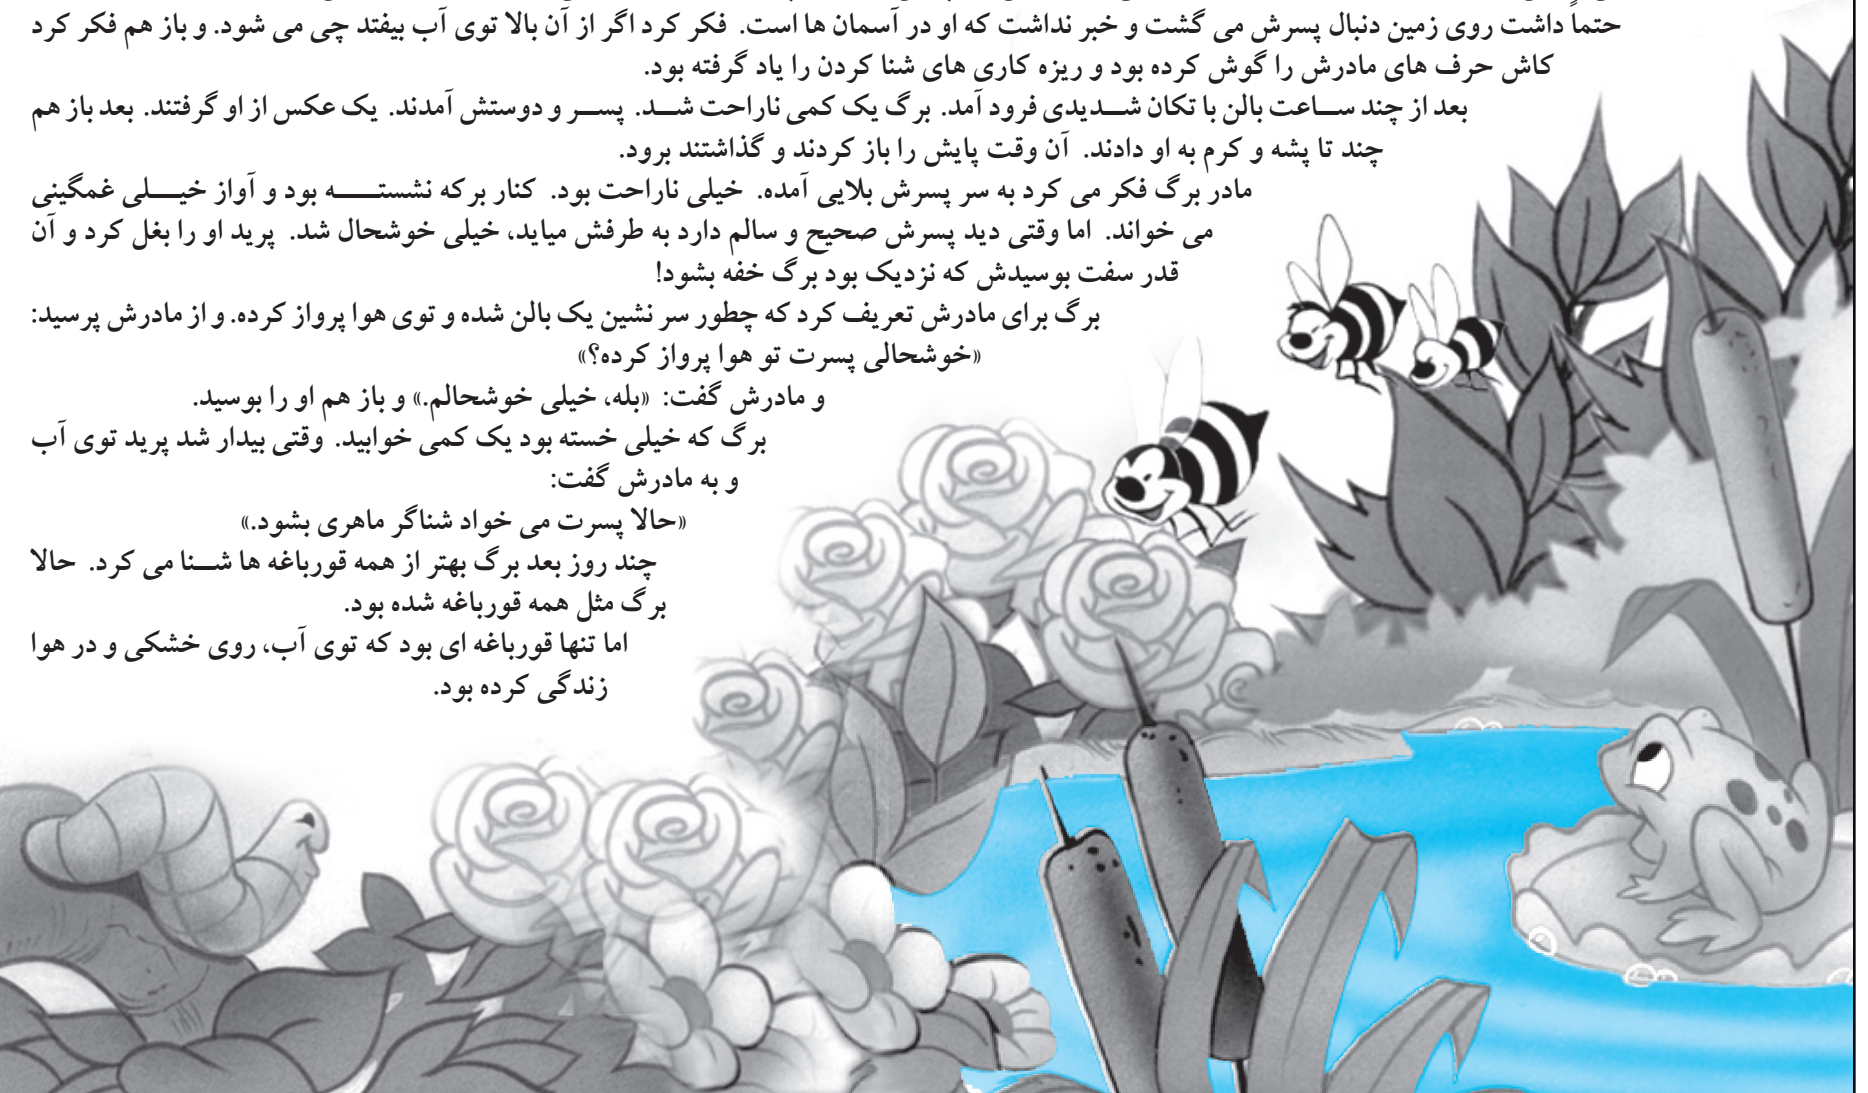 حتماً داشت روی زمین دنبال پسرش می گشت و خبر نداشت که او در آسمان ها است. فکر کرد اگر از آن بالا توی آب بیفتد چی می شود. و باز هم فکر کرد
کاش حرف های مادرش را گوش کرده بود و ریزه کاری های شنا کردن را یاد گرفته بود.
بعد از چند ســاعت بالن با تکان شــدیدی فرود آمد. برگ یک کمی ناراحت شــد. پســر و دوستش آمدند. یک عکس از او گرفتند. بعد باز هم
چند تا پشه و کرم به او دادند. آن وقت پایش را باز کردند و گذاشتند برود.
مادر برگ فکر می کرد به سر پسرش بلایی آمده. خیلی ناراحت بود. کنار برکه نشستــــه بود و آواز خیــــلی غمگینی
می خواند. اما وقتی دید پسرش صحیح و سالم دارد به طرفش میاید، خیلی خوشحال شد. پرید او را بغل کرد و آن
قدر سفت بوسیدش که نزدیک بود برگ خفه بشود!
برگ برای مادرش تعریف کرد که چطور سر نشین یک بالن شده و توی هوا پرواز کرده. و از مادرش پرسید:
«خوشحالی پسرت تو هوا پرواز کرده؟»
و مادرش گفت: «بله، خیلی خوشحالم.» و باز هم او را بوسید.
برگ که خیلی خسته بود یک کمی خوابید. وقتی بیدار شد پرید توی آب
و به مادرش گفت:
«حالا پسرت می خواد شناگر ماهری بشود.»
چند روز بعد برگ بهتر از همه قورباغه ها شــنا می کرد. حالا
برگ مثل همه قورباغه شده بود.
اما تنها قورباغه ای بود که توی آب، روی خشکی و در هوا
زندگی کرده بود.